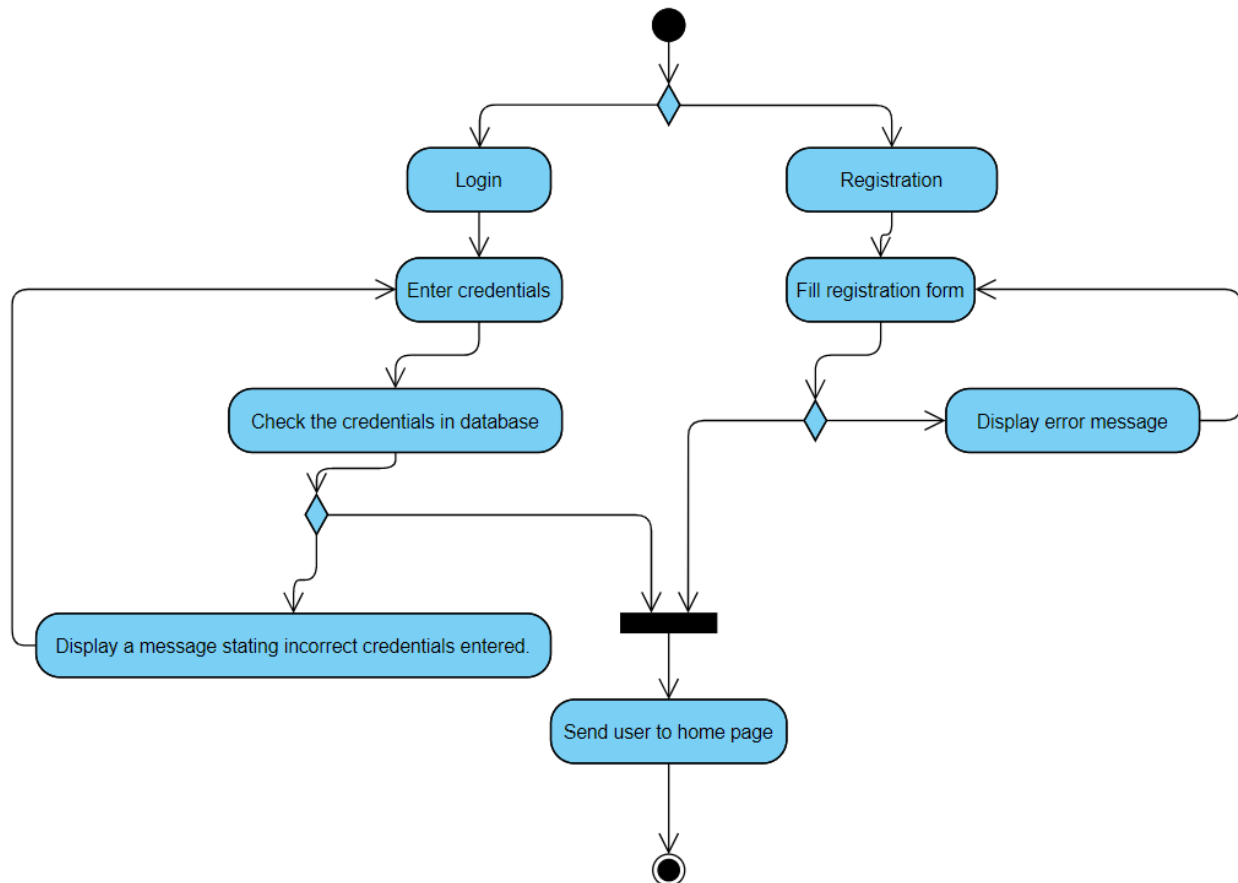 Login
Registration
Enter credentials
Fill registration form
Check the credentials in database
Display error message
Display a message stating incorrect credentials entered.
Send user to home page